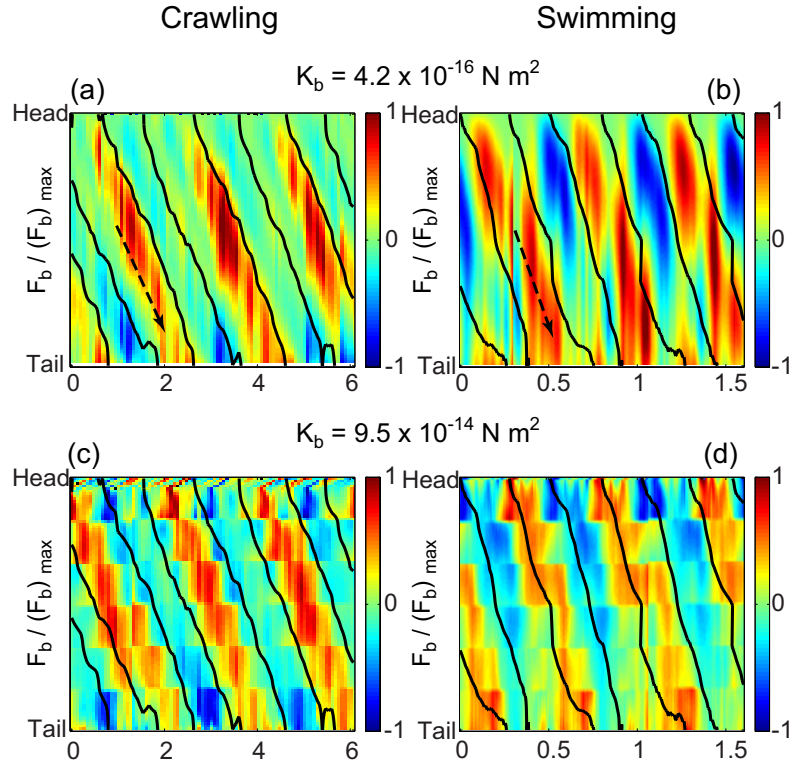 Crawling Swimming
K_b = 4.2 x 10^-16 N m^2
(a) (b)
Head 1 1
F_b / (F_b) max 0 F_b / (F_b) max 0
Tail -1 Tail -1
0 2 4 6 0 0.5 1 1.5
K_b = 9.5 x 10^-14 N m^2
(c) (d)
Head 1 Head 1
F_b / (F_b) max 0 F_b / (F_b) max 0
Tail -1 Tail -1
0 2 4 6 0 0.5 1 1.5